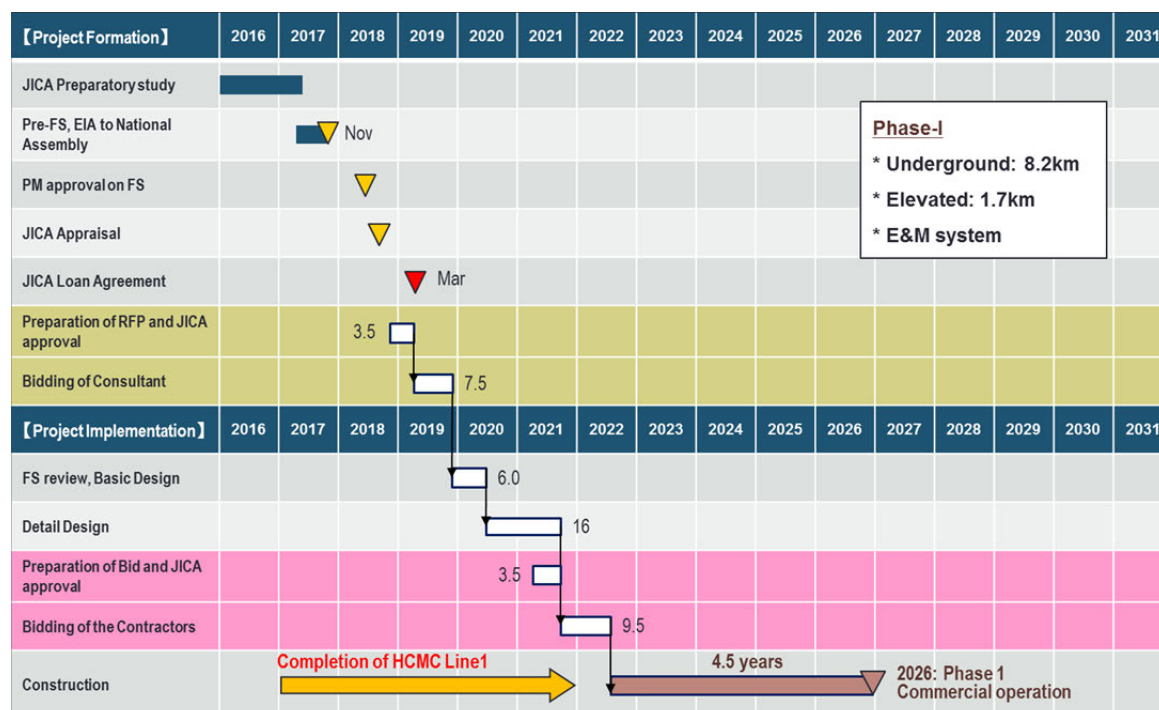 【Project Formation】 2016 2017 2018 2019 2020 2021 2022 2023 2024 2025 2026 2027 2028 2029 2030 2031
JICA Preparatory study
Pre-FS, EIA to National
Assembly
Nov
PM approval on FS
JICA Appraisal
JICA Loan Agreement
Mar
Phase-I
* Underground: 8.2km
* Elevated: 1.7km
* E&M system
Preparation of RFP and JICA
approval
3.5
Bidding of Consultant
7.5
【Project Implementation】 2016 2017 2018 2019 2020 2021 2022 2023 2024 2025 2026 2027 2028 2029 2030 2031
FS review, Basic Design
6.0
Detail Design
16
Preparation of Bid and JICA
approval
3.5
Bidding of the Contractors
9.5
Construction
Completion of HCMC Line1
4.5 years
2026: Phase 1
Commercial operation